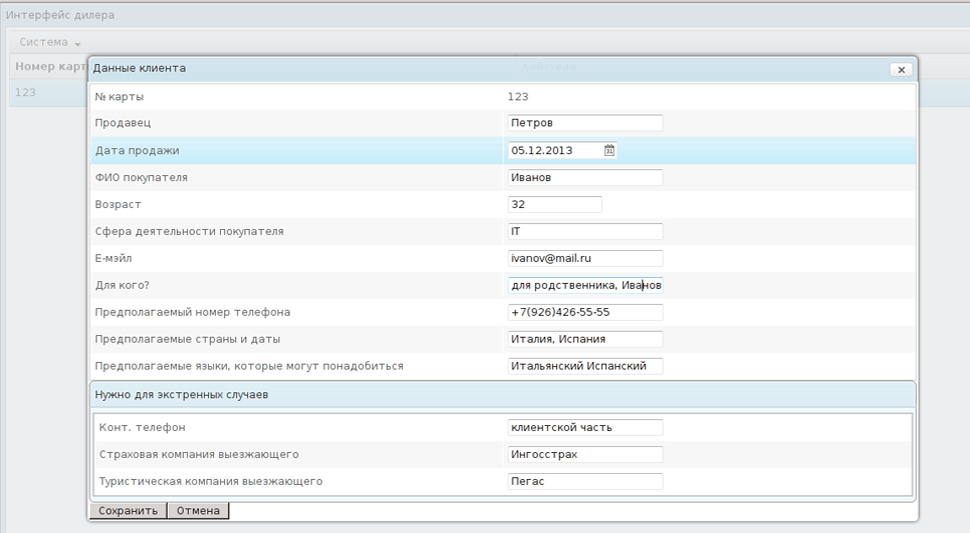 Интерфейс дилера
Система
Номер карт
123
Данные клиента
№ карты 123
Продавец Петров
Дата продажи 05.12.2013
ФИО покупателя Иванов
Возраст 32
Сфера деятельности покупателя IT
Е-мэйл ivanov@mail.ru
Для кого? для родственника, Иванов
Предполагаемый номер телефона +7(926)426-55-55
Предполагаемые страны и даты Италия, Испания
Предполагаемые языки, которые могут понадобиться Итальянский Испанский
Нужно для экстренных случаев
Конт. телефон клиентской часть
Страховая компания выезжающего Ингосстрах
Туристическая компания выезжающего Пегас
Сохранить Отмена